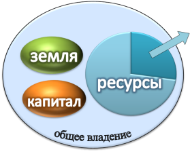 земля
ресурсы
капитал
общее владение